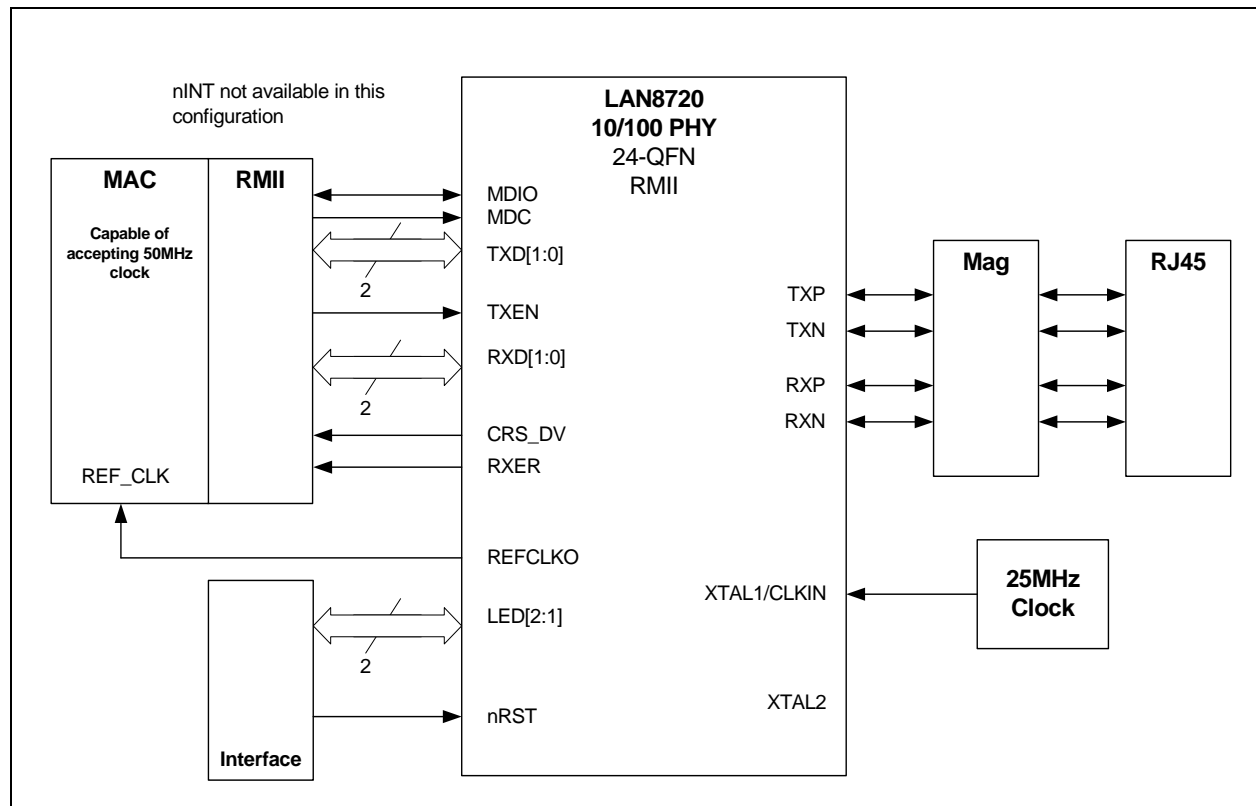 nINT not available in this
configuration
LAN8720
10/100 PHY
24-QFN
RMII
MAC
RMII
Capable of
accepting 50MHz
clock
REF_CLK
MDIO
MDC
TXD[1:0]
2
TXEN
RXD[1:0]
2
CRS_DV
RXER
REFCLKO
LED[2:1]
2
nRST
Interface
TXP
TXN
RXP
RXN
Mag
RJ45
XTAL1/CLKIN
25MHz
Clock
XTAL2